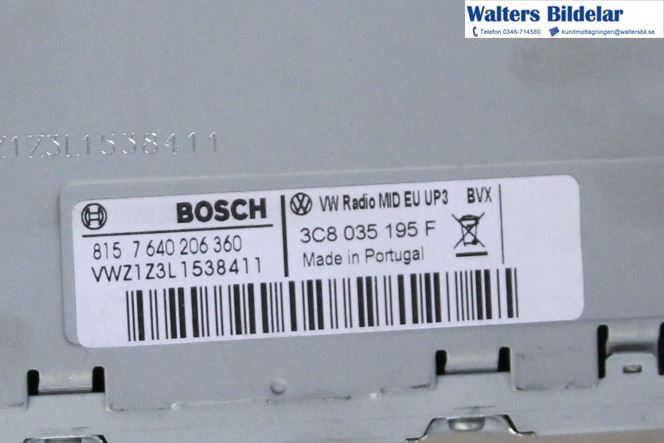 Walters Bildelar
Telefon 0346-714580. kundmottagningen@waltersbil.se
Z1Z3L1538411
BOSCH
815 7 640 206 360
VWZ1Z3L1538411
VW Radio MID EU UP3 BVX
3C8 035 195 F
Made in Portugal